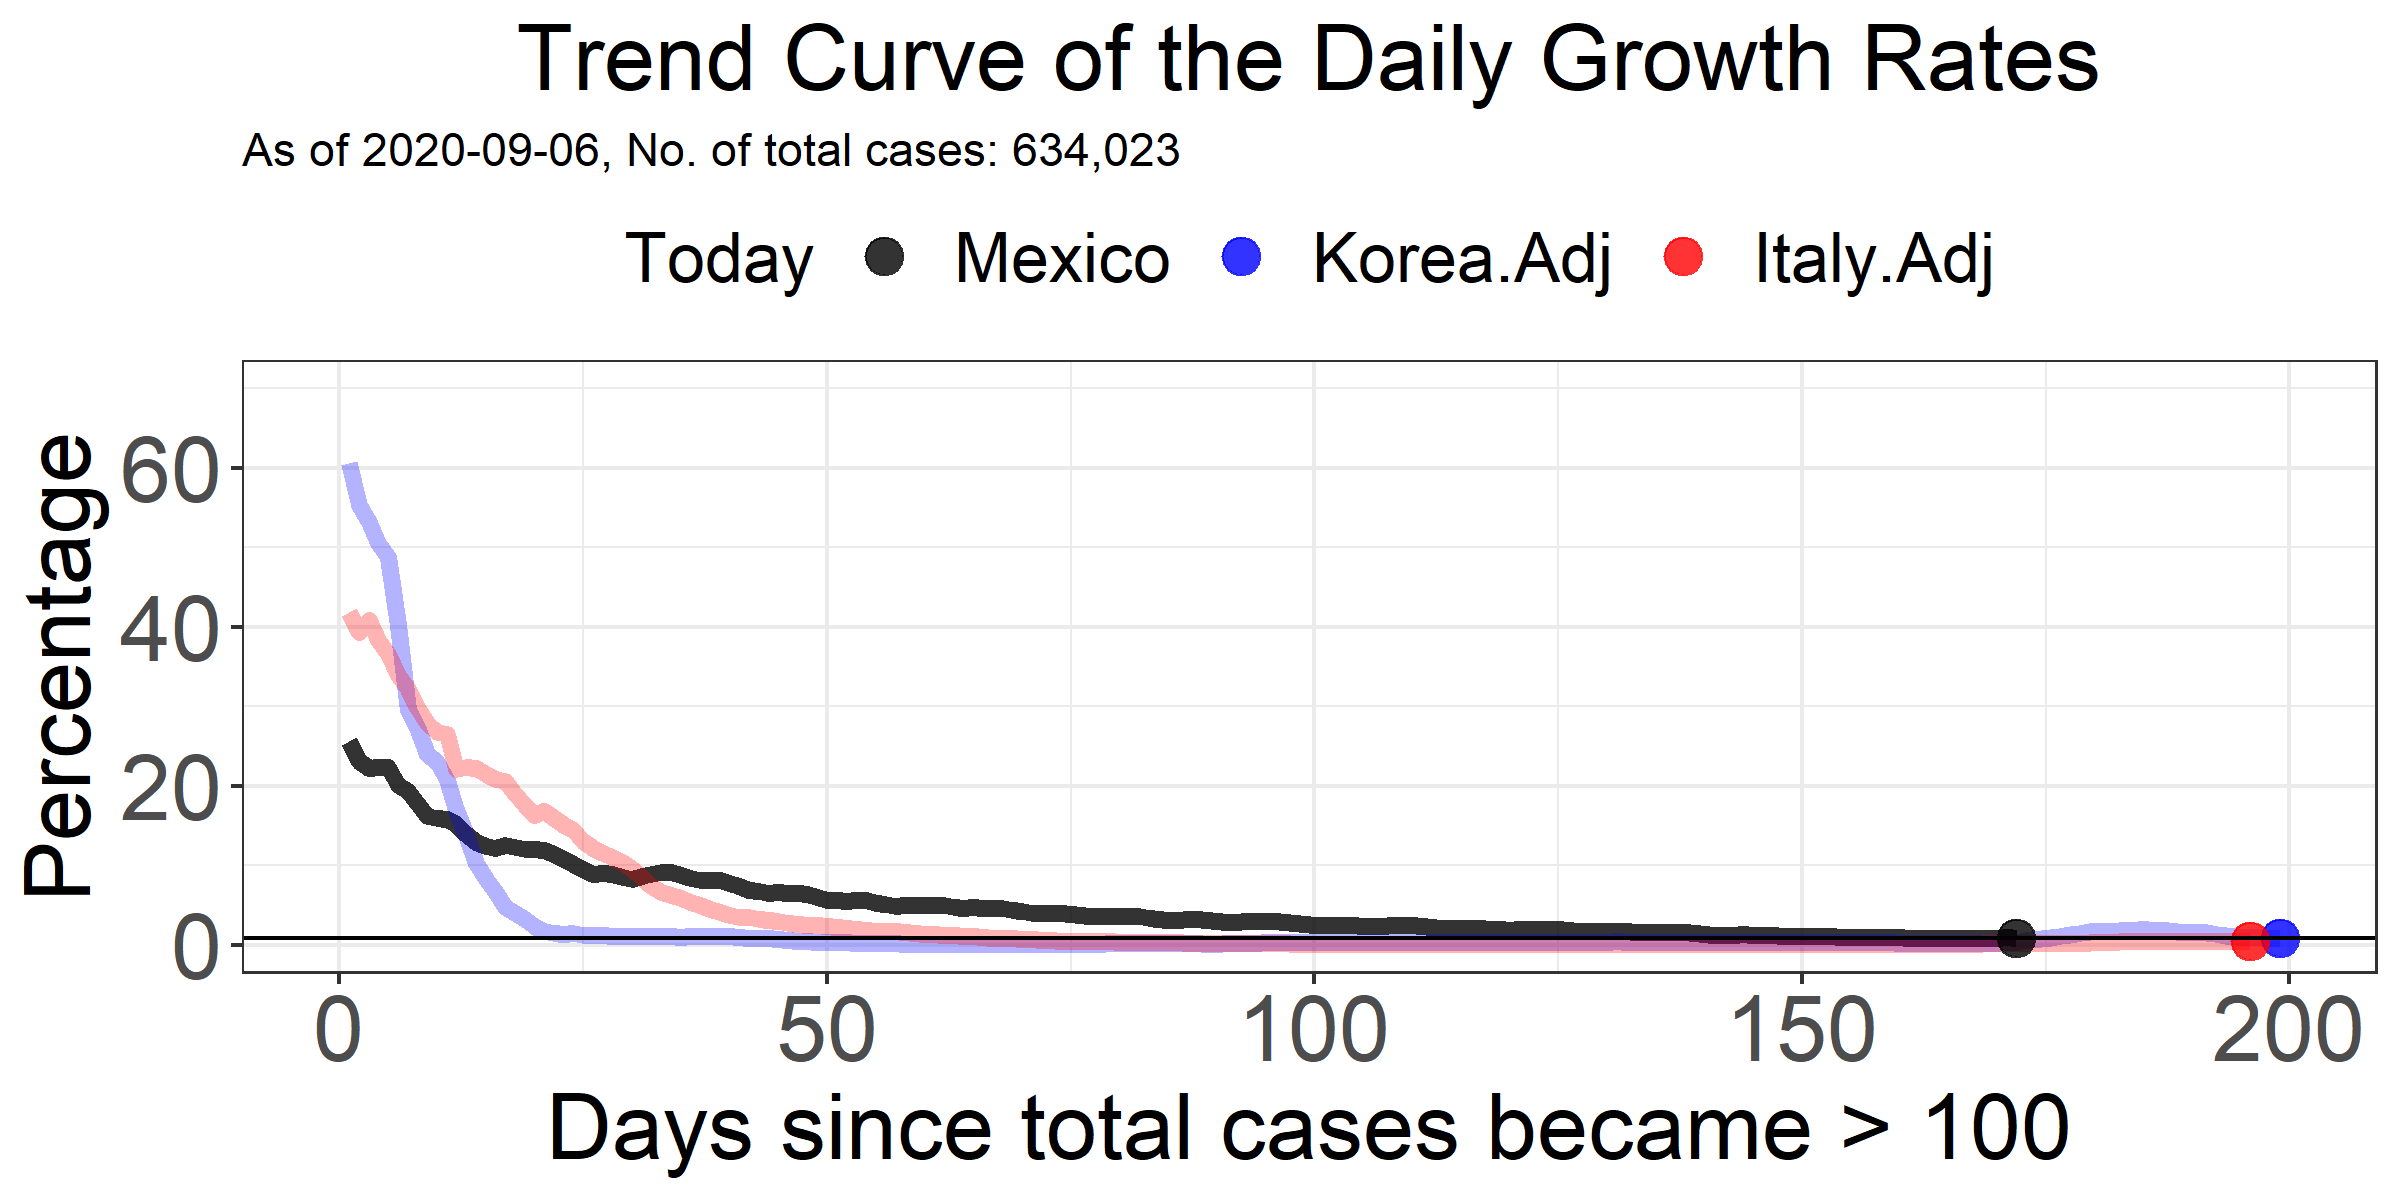 Trend Curve of the Daily Growth Rates
As of 2020-09-06, No. of total cases: 634,023
Today Mexico Korea.Adj Italy.Adj
Percentage
60
40
20
0
0 50 100 150 200
Days since total cases became > 100